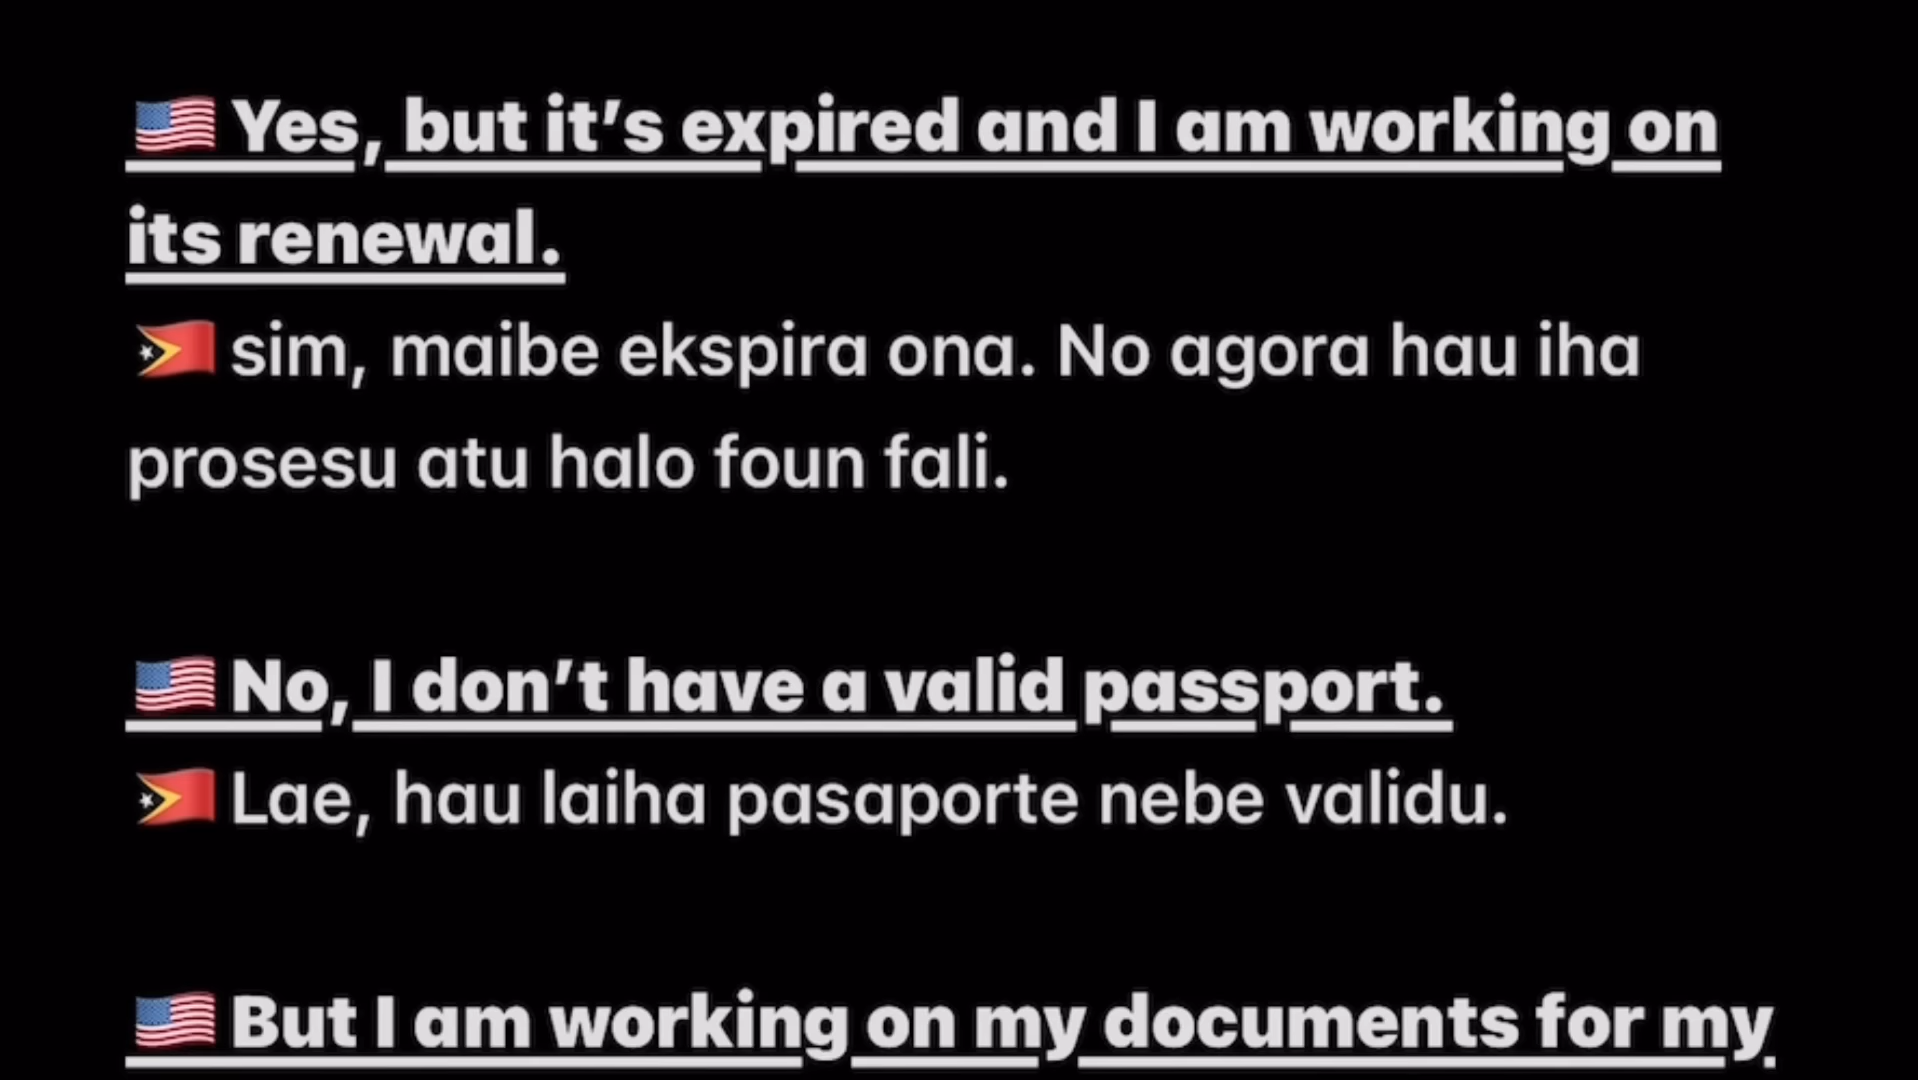 🇺🇸 Yes, but it’s expired and I am working on
its renewal.
🇹🇱 sim, maibe ekspira ona. No agora hau iha
prosesu atu halo foun fali.
🇺🇸 No, I don’t have a valid passport.
🇹🇱 Lae, hau laiha pasaporte nebe validu.
🇺🇸 But I am working on my documents for my